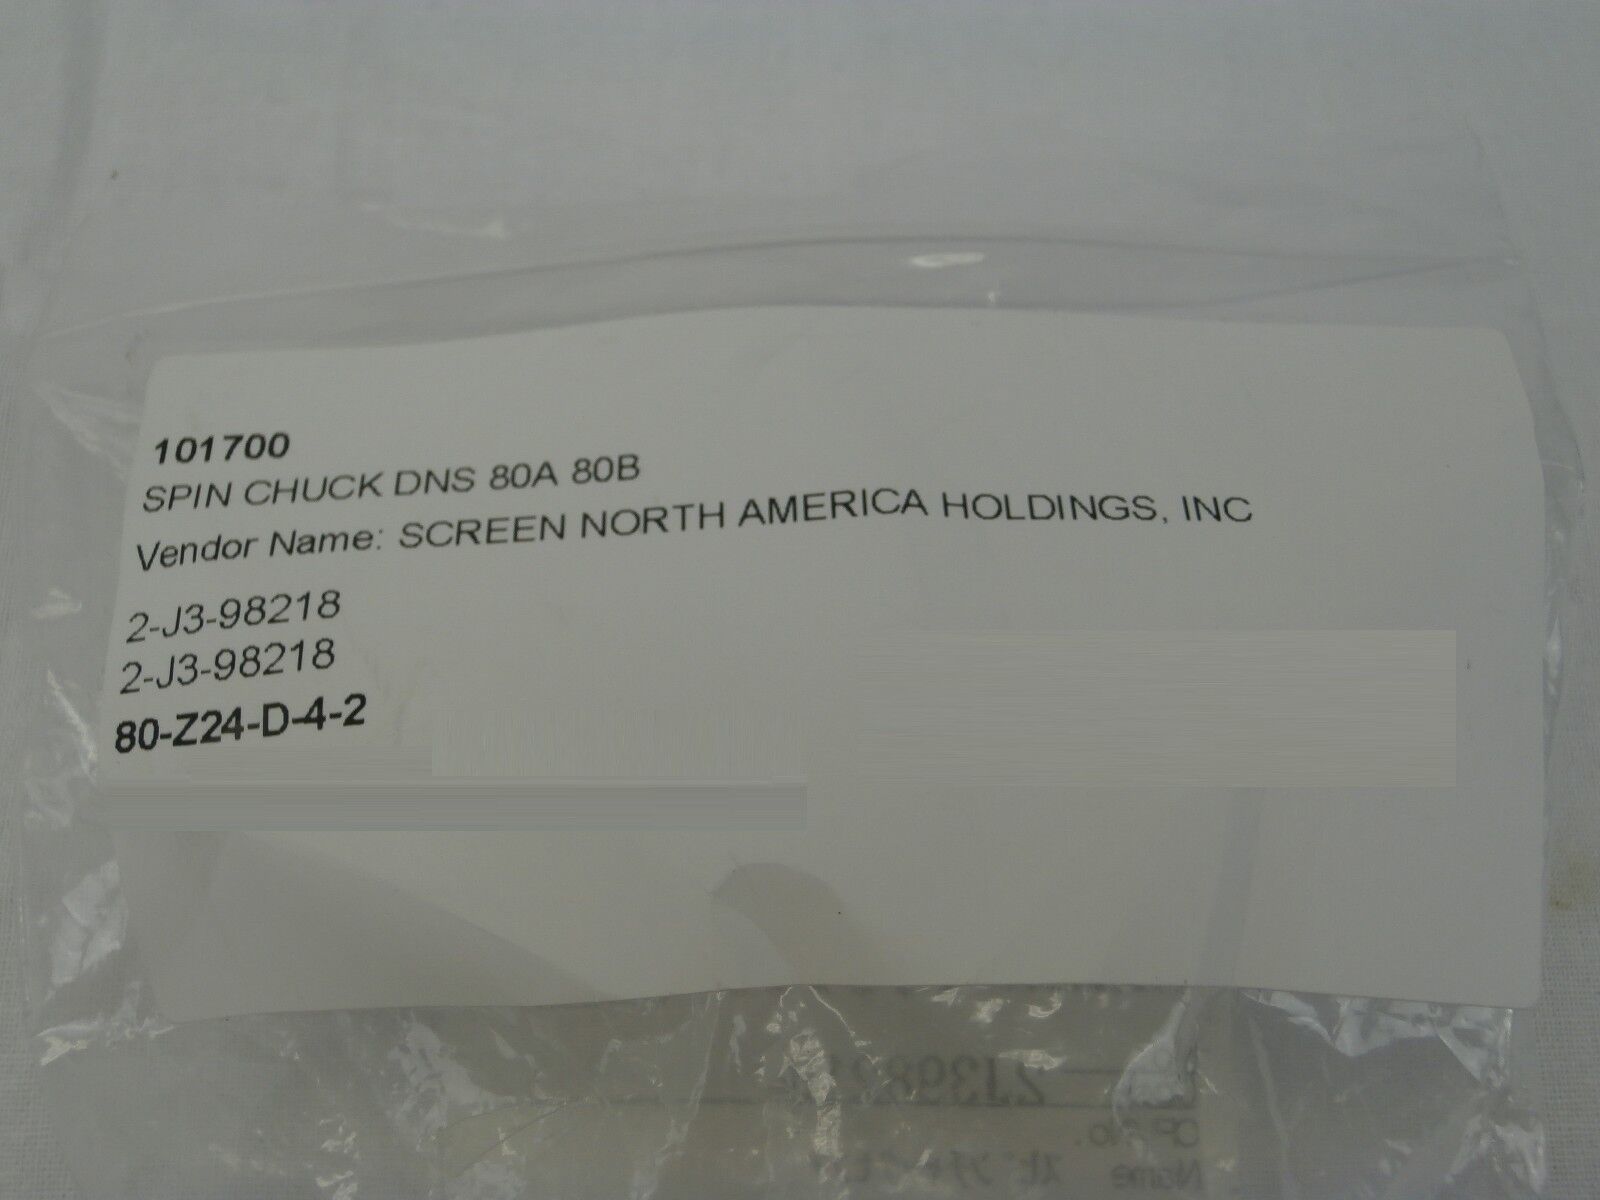 101700
SPIN CHUCK DNS 80A 80B
Vendor Name: SCREEN NORTH AMERICA HOLDINGS, INC
2-J3-98218
2-J3-98218
80-Z24-D-4-2
Name